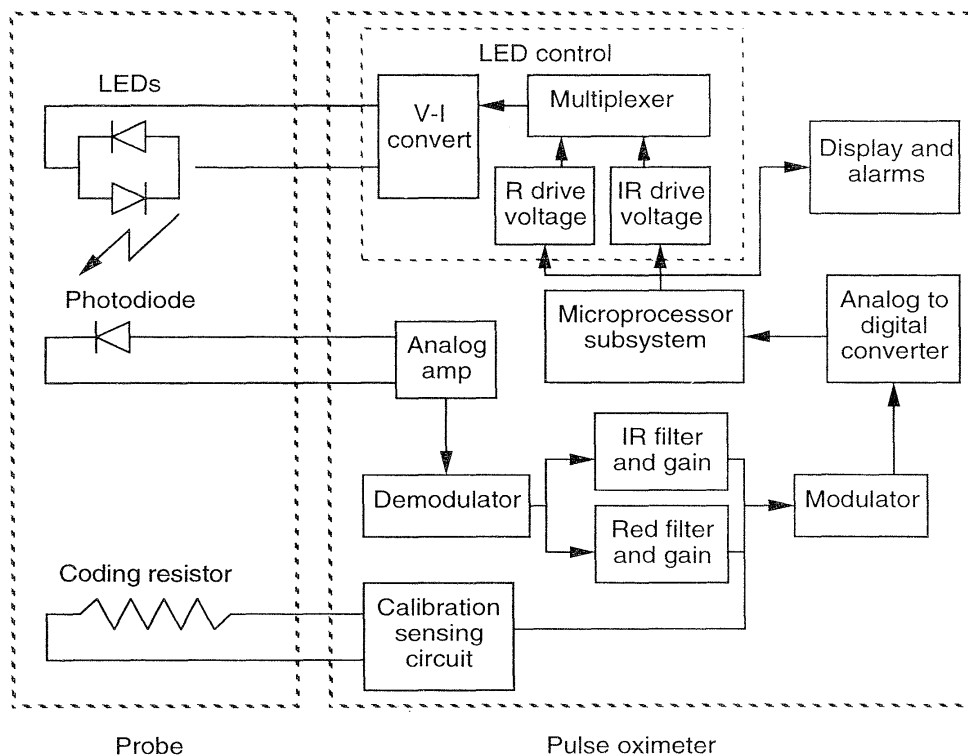 LED control
LEDs
V-I
convert
Multiplexer
R drive
voltage
IR drive
voltage
Display and
alarms
Photodiode
Analog
amp
Microprocessor
subsystem
Analog to
digital
converter
IR filter
and gain
Demodulator
Modulator
Red filter
and gain
Coding resistor
Calibration
sensing
circuit
Probe
Pulse oximeter